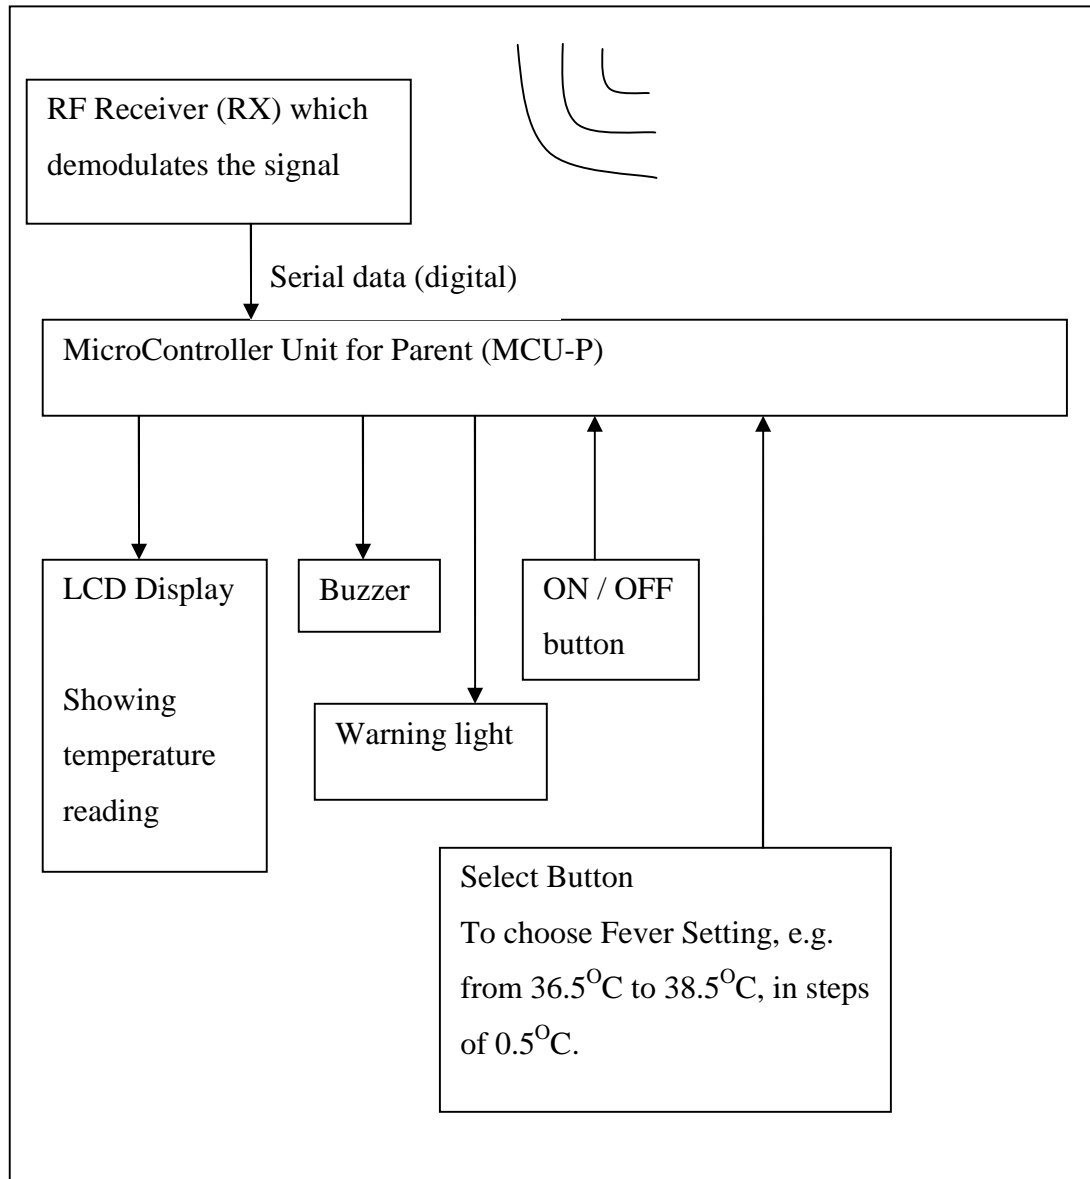 RF Receiver (RX) which
demodulates the signal
Serial data (digital)
MicroController Unit for Parent (MCU-P)
LCD Display
Showing
temperature
reading
Buzzer
Warning light
ON / OFF
button
Select Button
To choose Fever Setting, e.g.
from 36.5ᴼC to 38.5ᴼC, in steps
of 0.5ᴼC.